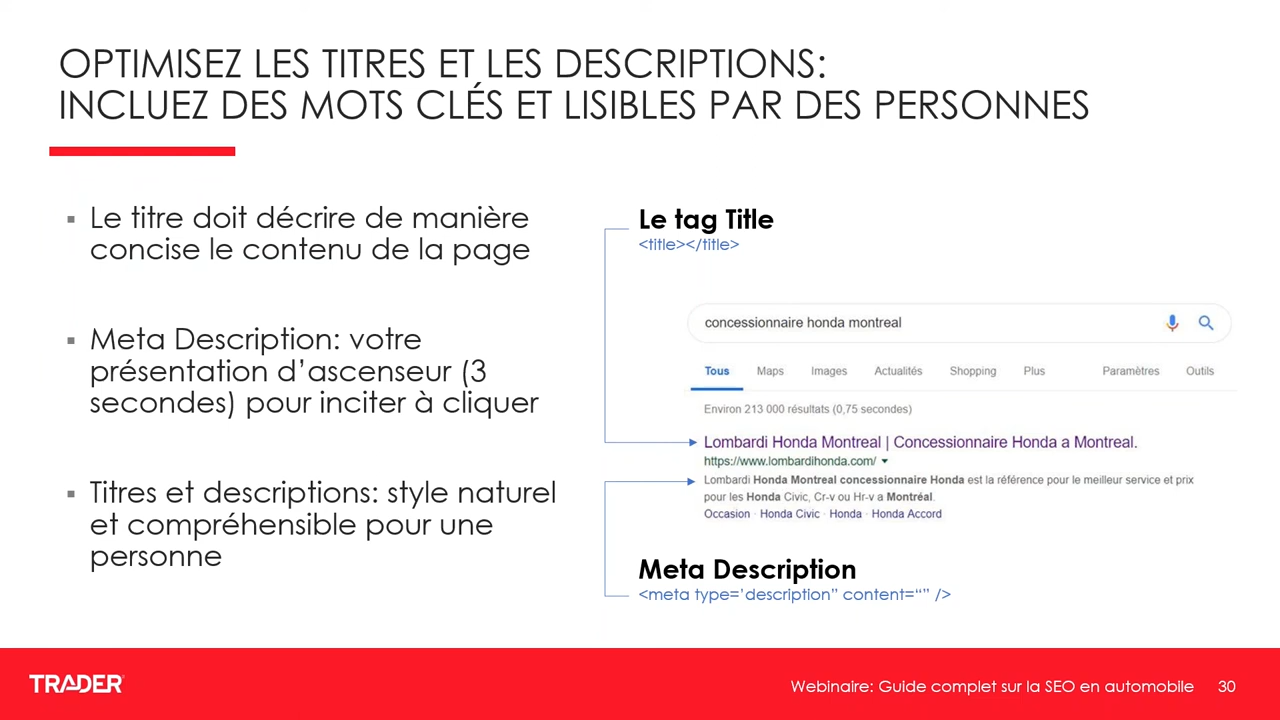 OPTIMISEZ LES TITRES ET LES DESCRIPTIONS:
INCLUEZ DES MOTS CLÉS ET LISIBLES PAR DES PERSONNES
Le titre doit décrire de manière
concise le contenu de la page
Meta Description: votre
présentation d’ascenseur (3
secondes) pour inciter à cliquer
Titres et descriptions: style naturel
et compréhensible pour une
personne
Le tag Title
<title></title>
concessionnaire honda montreal
Tous Maps Images Actualités Shopping Plus Paramètres Outils
Environ 213 000 résultats (0,75 secondes)
Lombardi Honda Montreal | Concessionnaire Honda a Montreal.
https://www.lombardihonda.com/
Lombardi Honda Montreal concessionnaire Honda est la référence pour le meilleur service et prix
pour les Honda Civic, Cr-v ou Hr-v a Montréal.
Occasion · Honda Civic · Honda · Honda Accord
Meta Description
<meta type=‘description” content=“” />
TRADER
Webinaire: Guide complet sur la SEO en automobile 30